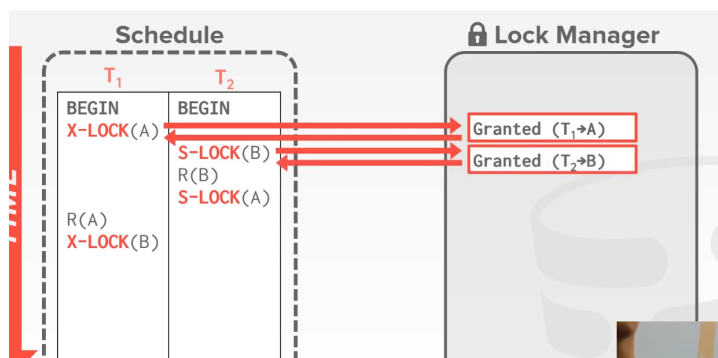 Schedule
Lock Manager
T₁ T₂
BEGIN BEGIN
X-LOCK(A)
Granted (T₁→A)
S-LOCK(B)
Granted (T₂→B)
R(B)
S-LOCK(A)
R(A)
X-LOCK(B)
TIME